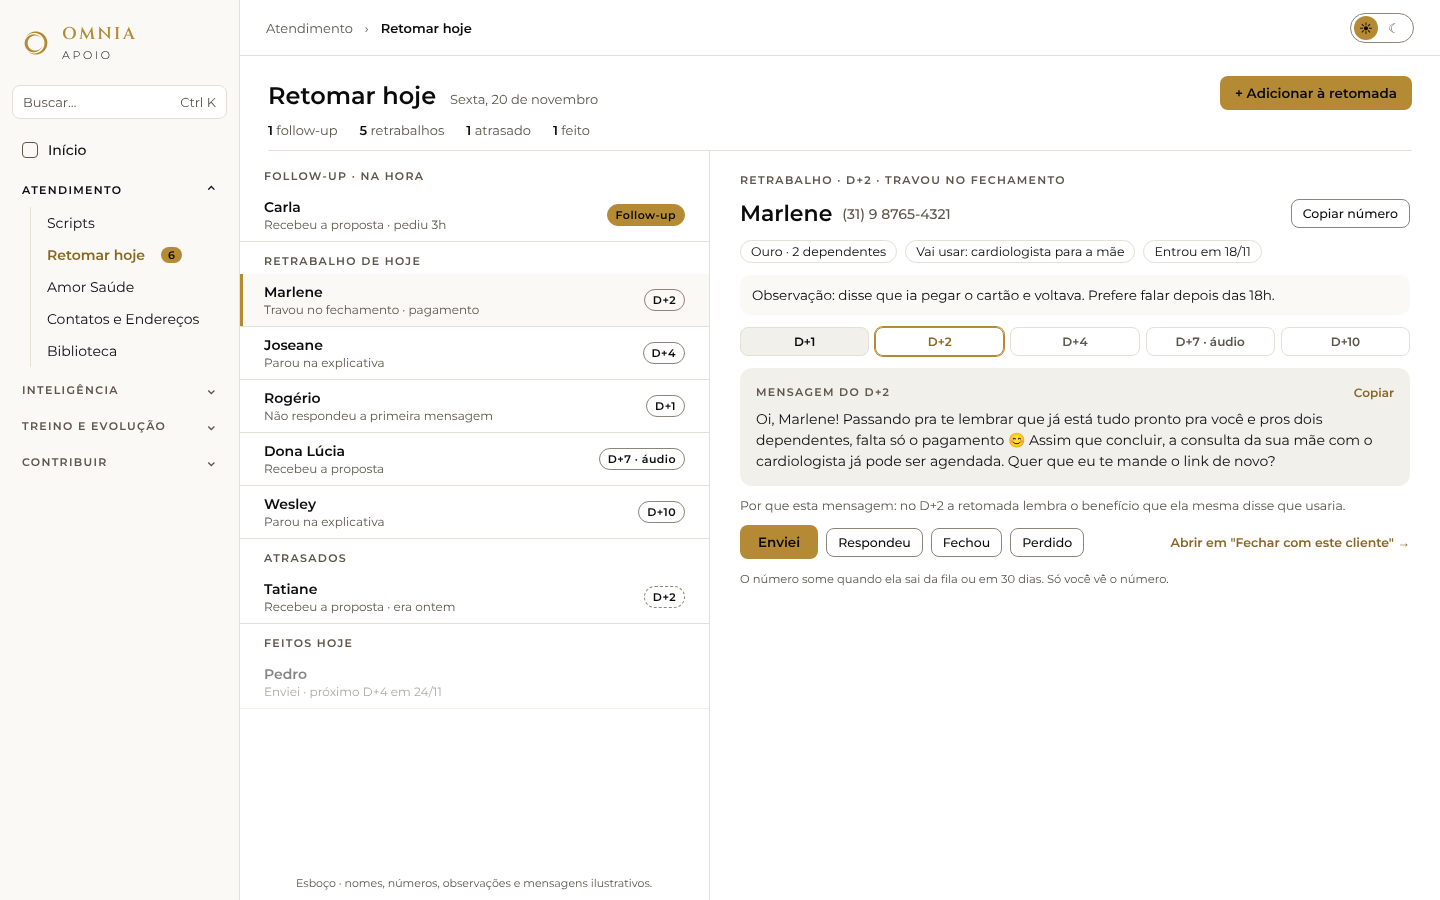 OMNIA
APOIO
Buscar... Ctrl K
Início
ATENDIMENTO
Scripts
Retomar hoje 6
Amor Saúde
Contatos e Endereços
Biblioteca
INTELIGÊNCIA
TREINO E EVOLUÇÃO
CONTRIBUIR
Atendimento › Retomar hoje
Retomar hoje Sexta, 20 de novembro
+ Adicionar à retomada
1 follow-up 5 retrabalhos 1 atrasado 1 feito
FOLLOW-UP · NA HORA
Carla
Recebeu a proposta · pediu 3h
Follow-up
RETRABALHO DE HOJE
Marlene
Travou no fechamento · pagamento
D+2
Joseane
Parou na explicativa
D+4
Rogério
Não respondeu a primeira mensagem
D+1
Dona Lúcia
Recebeu a proposta
D+7 · áudio
Wesley
Parou na explicativa
D+10
ATRASADOS
Tatiane
Recebeu a proposta · era ontem
D+2
FEITOS HOJE
Pedro
Enviei · próximo D+4 em 24/11
Esboço · nomes, números, observações e mensagens ilustrativos.
RETRABALHO · D+2 · TRAVOU NO FECHAMENTO
Marlene (31) 9 8765-4321
Copiar número
Ouro · 2 dependentes Vai usar: cardiologista para a mãe Entrou em 18/11
Observação: disse que ia pegar o cartão e voltava. Prefere falar depois das 18h.
D+1 D+2 D+4 D+7 · áudio D+10
MENSAGEM DO D+2 Copiar
Oi, Marlene! Passando pra te lembrar que já está tudo pronto pra você e pros dois
dependentes, falta só o pagamento 😊 Assim que concluir, a consulta da sua mãe com o
cardiologista já pode ser agendada. Quer que eu te mande o link de novo?
Por que esta mensagem: no D+2 a retomada lembra o benefício que ela mesma disse que usaria.
Enviei Respondeu Fechou Perdido Abrir em "Fechar com este cliente" →
O número some quando ela sai da fila ou em 30 dias. Só você vê o número.